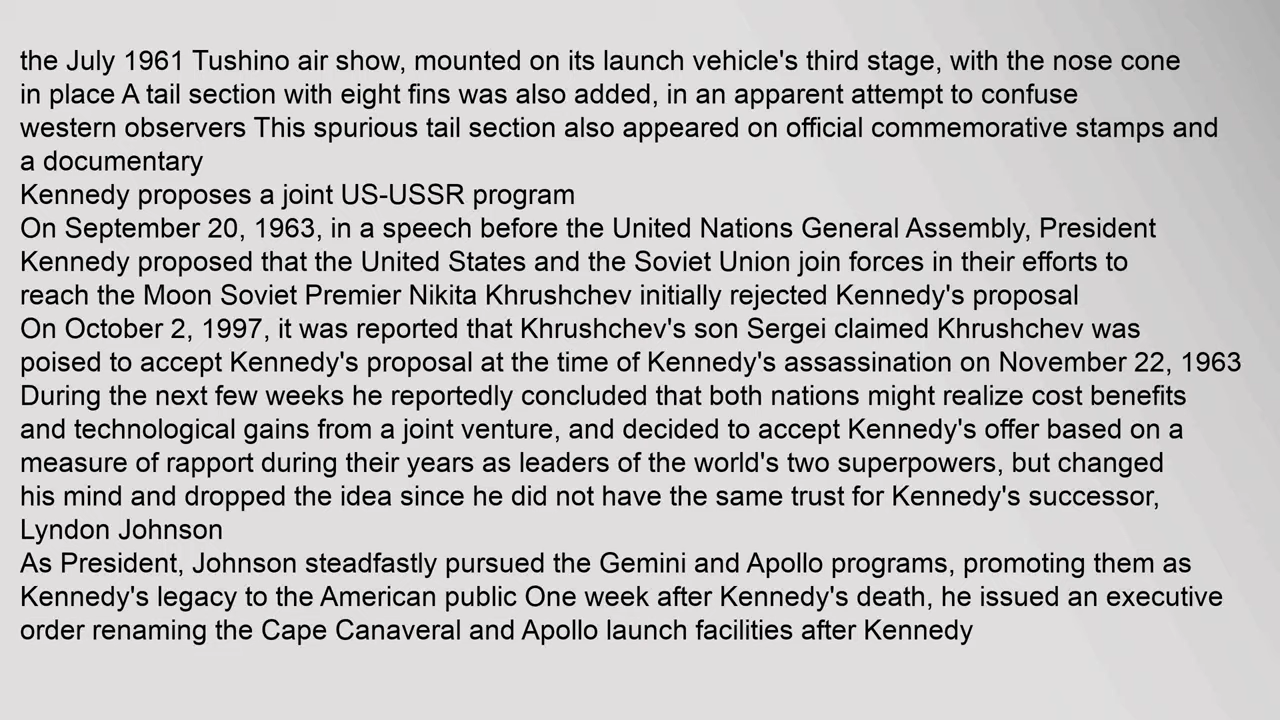 the July 1961 Tushino air show, mounted on its launch vehicle's third stage, with the nose cone
in place A tail section with eight fins was also added, in an apparent attempt to confuse
western observers This spurious tail section also appeared on official commemorative stamps and
a documentary
Kennedy proposes a joint US-USSR program
On September 20, 1963, in a speech before the United Nations General Assembly, President
Kennedy proposed that the United States and the Soviet Union join forces in their efforts to
reach the Moon Soviet Premier Nikita Khrushchev initially rejected Kennedy's proposal
On October 2, 1997, it was reported that Khrushchev's son Sergei claimed Khrushchev was
poised to accept Kennedy's proposal at the time of Kennedy's assassination on November 22, 1963
During the next few weeks he reportedly concluded that both nations might realize cost benefits
and technological gains from a joint venture, and decided to accept Kennedy's offer based on a
measure of rapport during their years as leaders of the world's two superpowers, but changed
his mind and dropped the idea since he did not have the same trust for Kennedy's successor,
Lyndon Johnson
As President, Johnson steadfastly pursued the Gemini and Apollo programs, promoting them as
Kennedy's legacy to the American public One week after Kennedy's death, he issued an executive
order renaming the Cape Canaveral and Apollo launch facilities after Kennedy